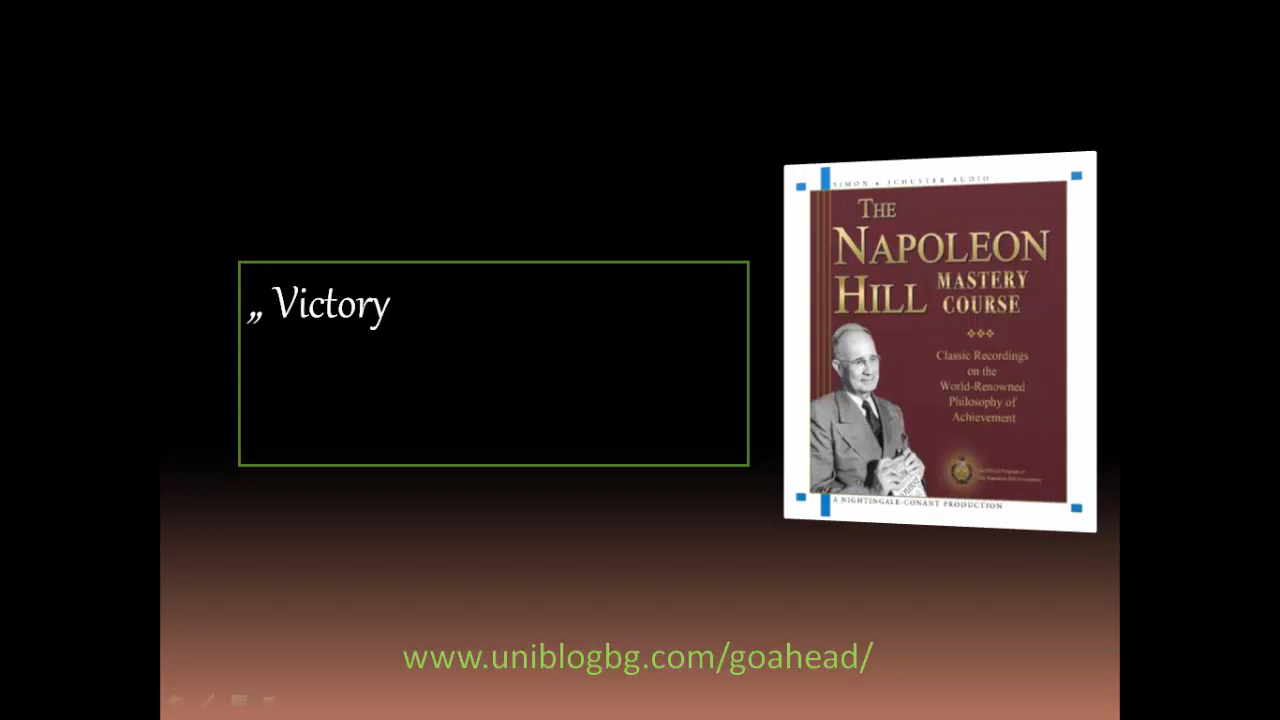 „ Victory
SIMON & SCHUSTER AUDIO
THE
NAPOLEON
HILL MASTERY
COURSE
Classic Recordings
on the
World-Renowned
Philosophy of
Achievement
A NIGHTINGALE-CONANT PRODUCTION
www.uniblogbg.com/goahead/